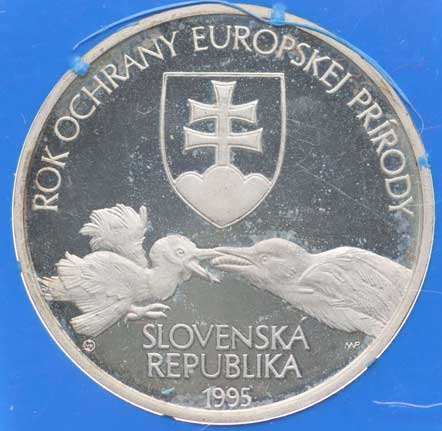 ROK OCHRANY EURÓPSKEJ PRÍRODY
SLOVENSKÁ
REPUBLIKA
1995